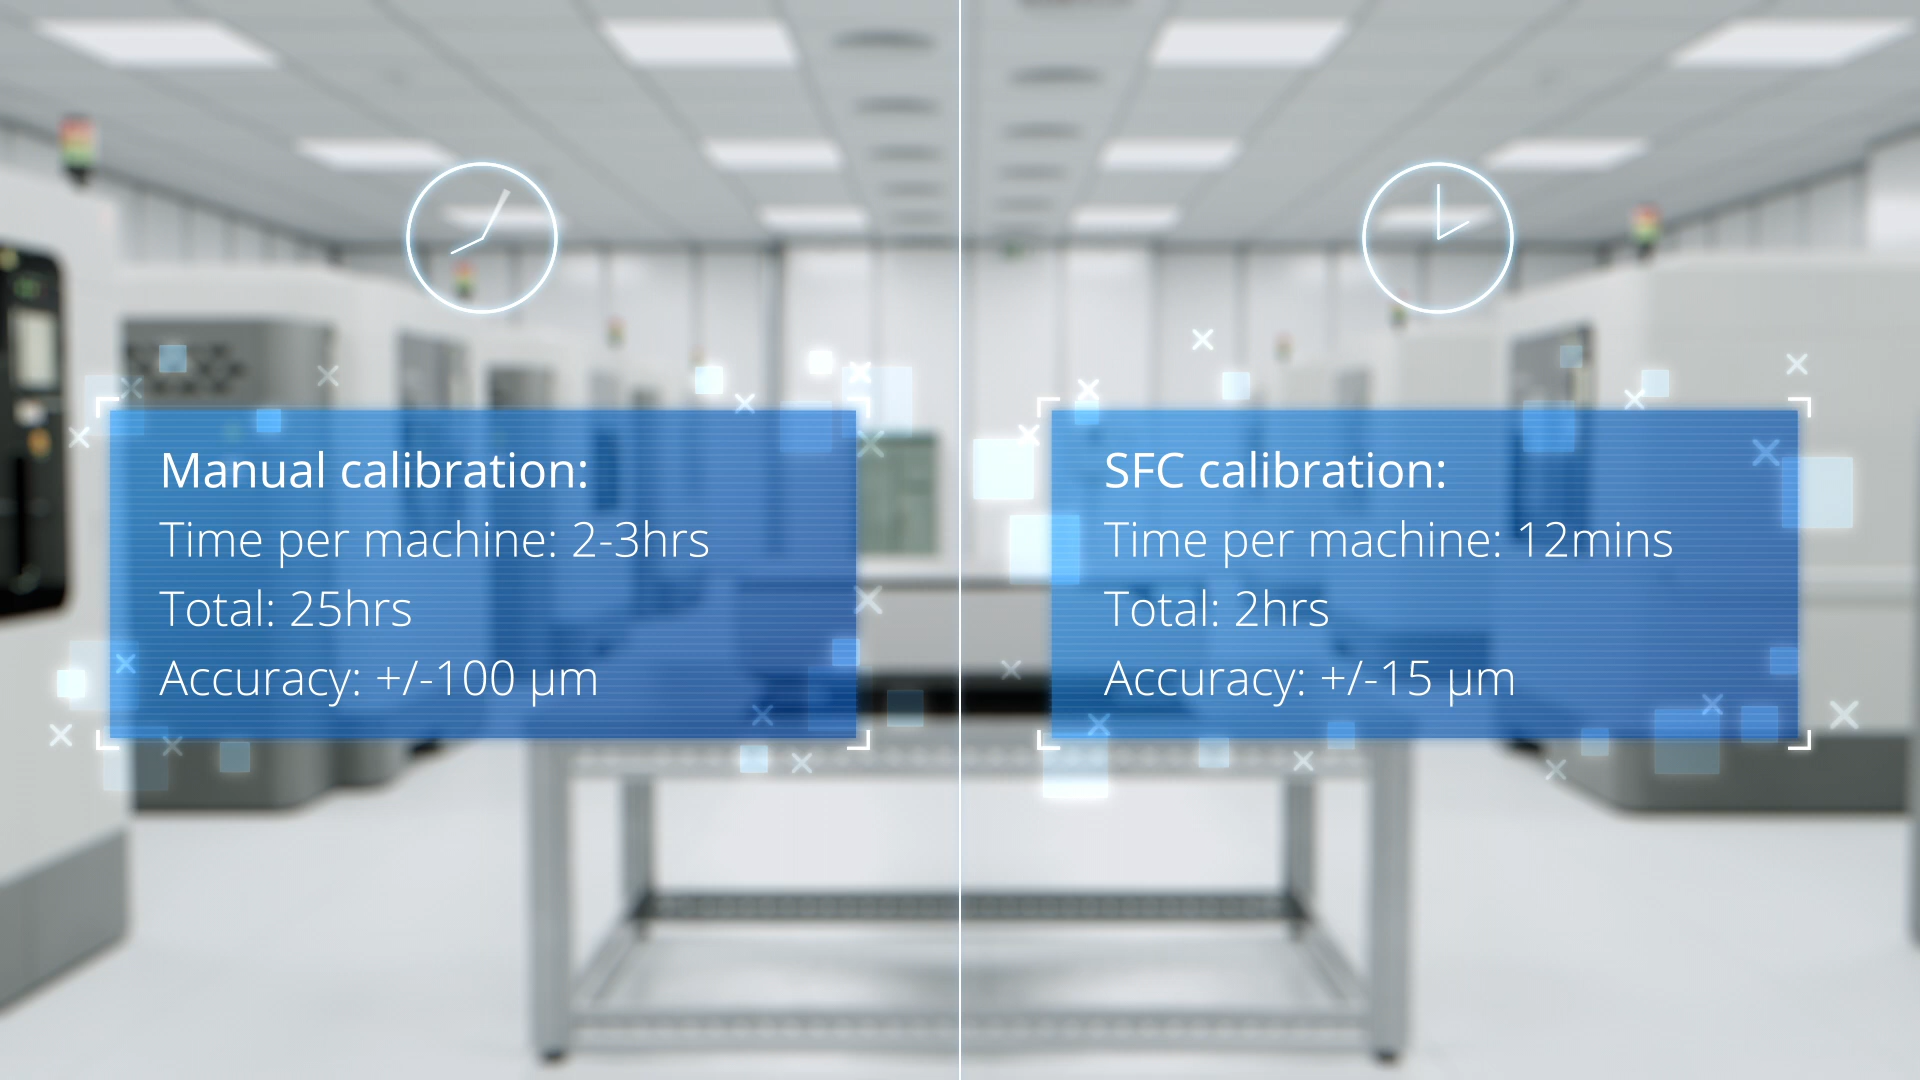 Manual calibration:
Time per machine: 2-3hrs
Total: 25hrs
Accuracy: +/-100 µm
SFC calibration:
Time per machine: 12mins
Total: 2hrs
Accuracy: +/-15 µm